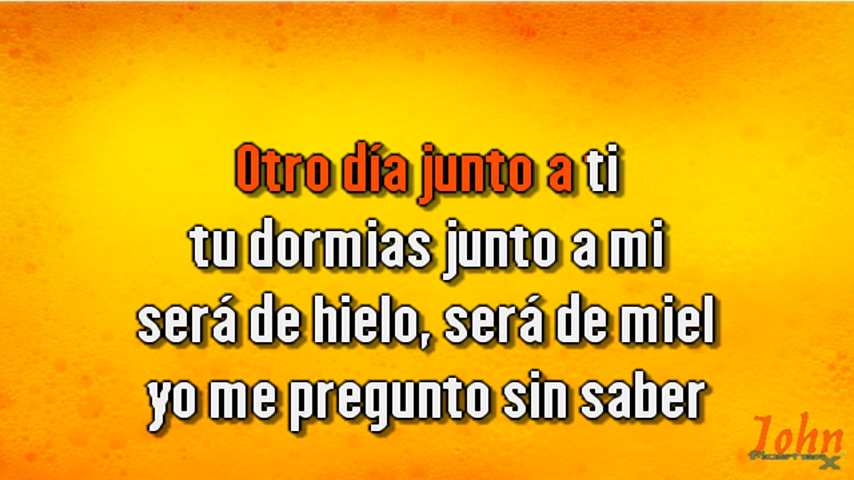 Otro día junto a ti
tu dormias junto a mi
será de hielo, será de miel
yo me pregunto sin saber
John